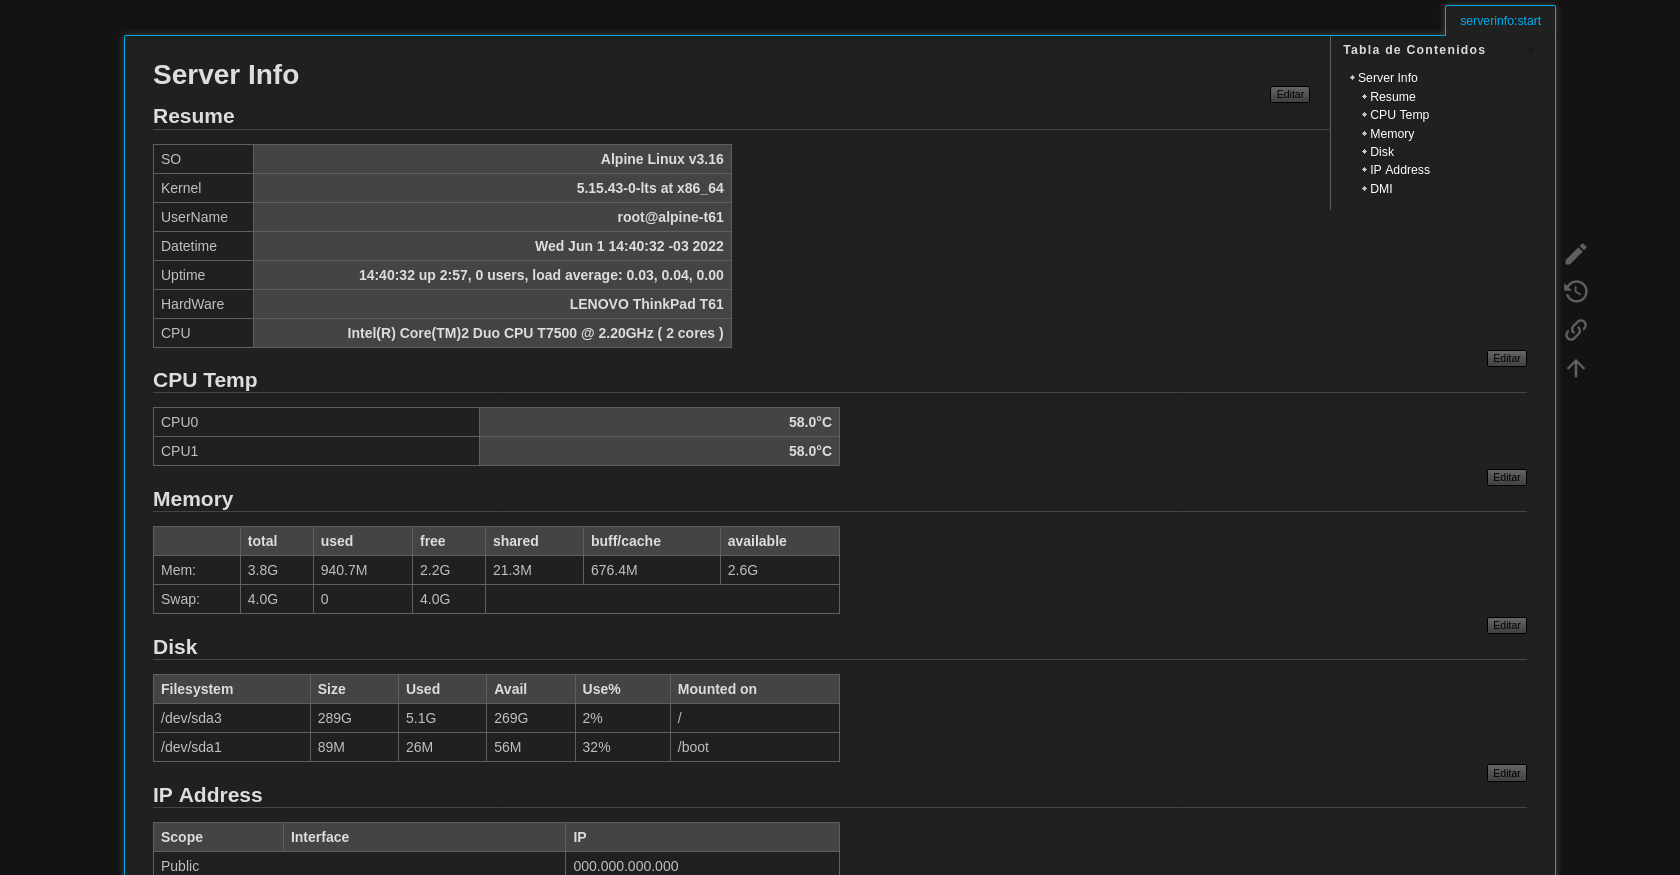 serverinfo:start
Tabla de Contenidos
Server Info
Resume
CPU Temp
Memory
Disk
IP Address
DMI
Server Info
Editar
Resume
SO Alpine Linux v3.16
Kernel 5.15.43-0-lts at x86_64
UserName root@alpine-t61
Datetime Wed Jun 1 14:40:32 -03 2022
Uptime 14:40:32 up 2:57, 0 users, load average: 0.03, 0.04, 0.00
HardWare LENOVO ThinkPad T61
CPU Intel(R) Core(TM)2 Duo CPU T7500 @ 2.20GHz ( 2 cores )
Editar
CPU Temp
CPU0 58.0°C
CPU1 58.0°C
Editar
Memory
total used free shared buff/cache available
Mem: 3.8G 940.7M 2.2G 21.3M 676.4M 2.6G
Swap: 4.0G 0 4.0G
Editar
Disk
Filesystem Size Used Avail Use% Mounted on
/dev/sda3 289G 5.1G 269G 2% /
/dev/sda1 89M 26M 56M 32% /boot
Editar
IP Address
Scope Interface IP
Public 000.000.000.000